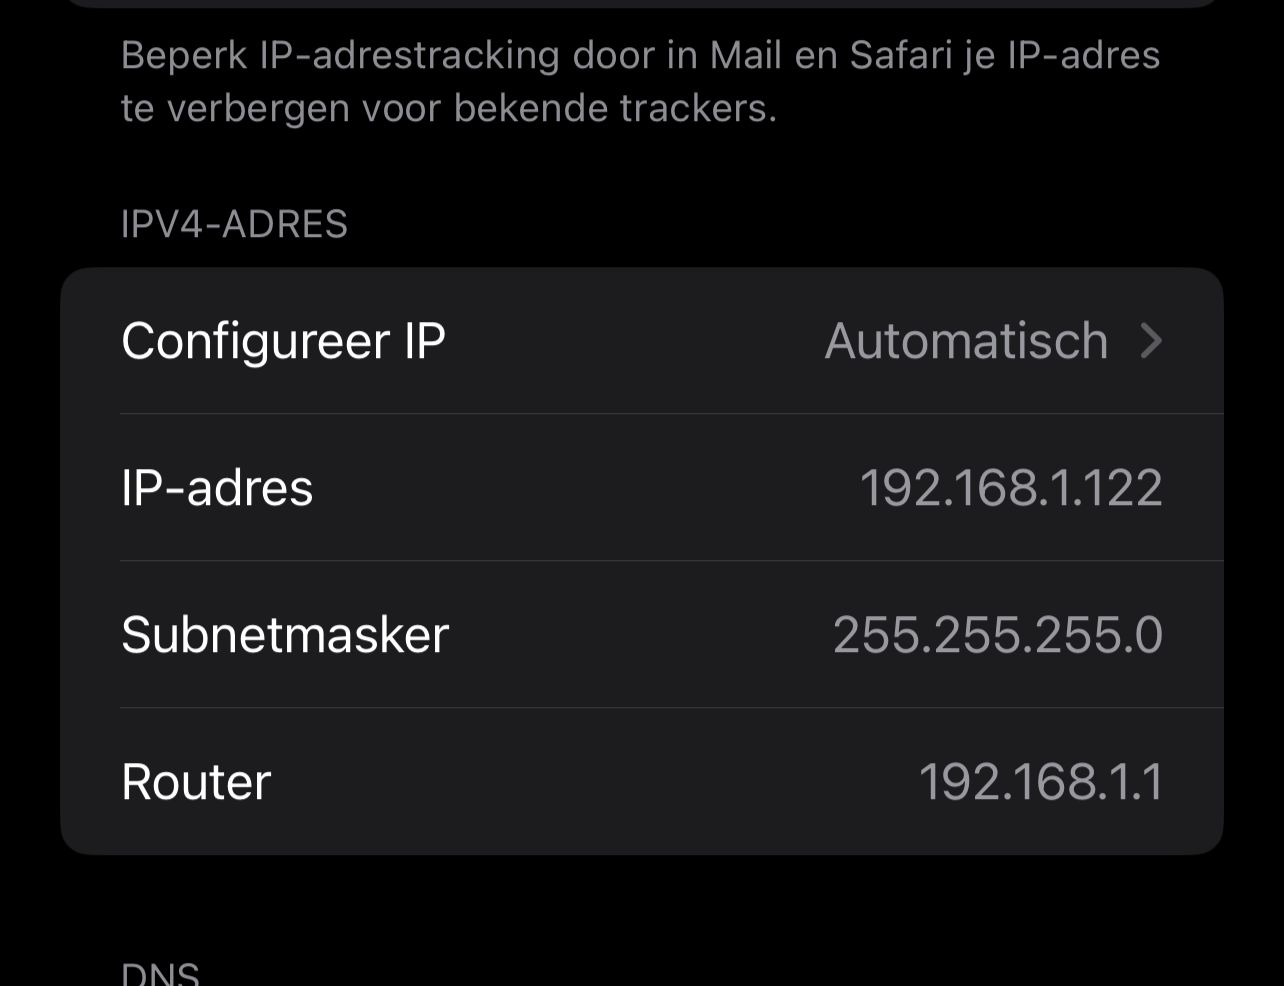 Beperk IP-adrestracking door in Mail en Safari je IP-adres
te verbergen voor bekende trackers.
IPV4-ADRES
Configureer IP Automatisch
IP-adres 192.168.1.122
Subnetmasker 255.255.255.0
Router 192.168.1.1
DNS